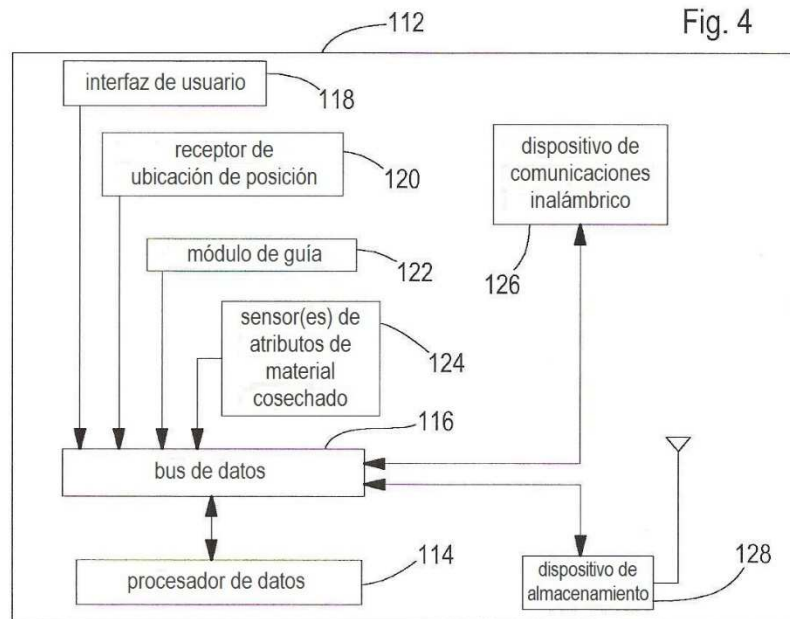 Fig. 4
112
interfaz de usuario
118
receptor de
ubicación de posición
120
módulo de guía
122
sensor(es) de
atributos de
material
cosechado
124
dispositivo de
comunicaciones
inalámbrico
126
116
bus de datos
procesador de datos
114
dispositivo de
almacenamiento
128